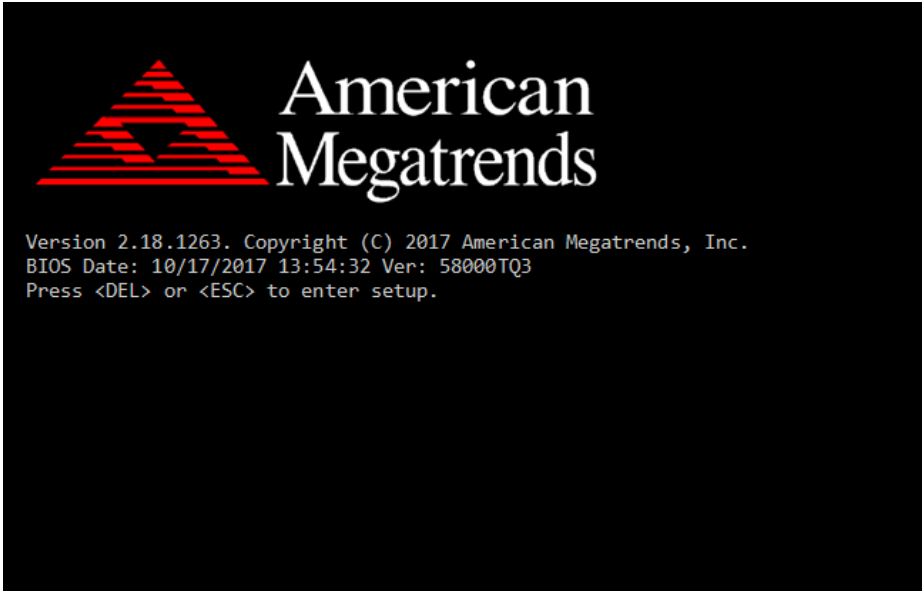 American
Megatrends
Version 2.18.1263. Copyright (C) 2017 American Megatrends, Inc.
BIOS Date: 10/17/2017 13:54:32 Ver: 58000TQ3
Press <DEL> or <ESC> to enter setup.